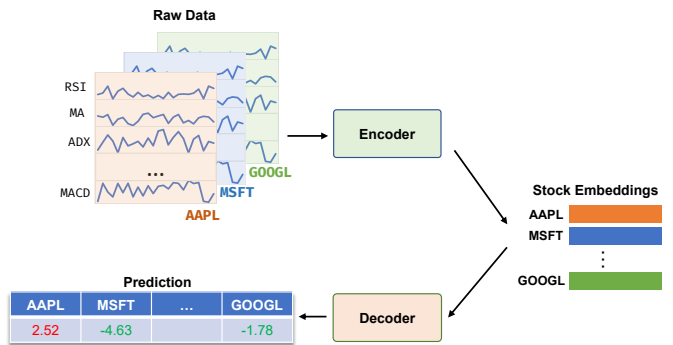 Raw Data
RSI
MA
ADX
...
MACD
GOOGL
MSFT
AAPL
Encoder
Stock Embeddings
AAPL
MSFT
⋮
GOOGL
Decoder
Prediction
AAPL MSFT ... GOOGL
2.52 -4.63 -1.78